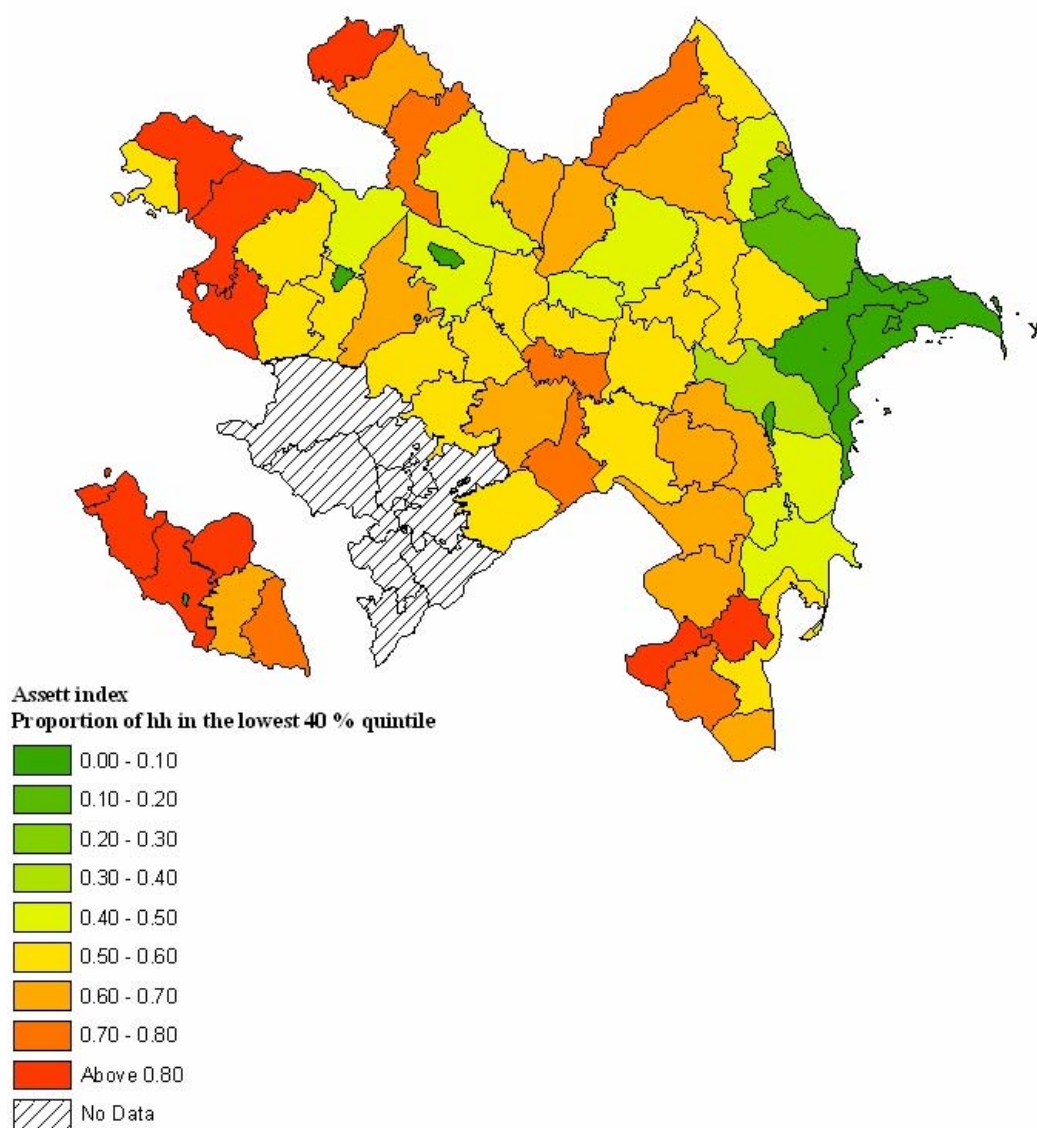 Assett index
Proportion of hh in the lowest 40 % quintile
0.00 - 0.10
0.10 - 0.20
0.20 - 0.30
0.30 - 0.40
0.40 - 0.50
0.50 - 0.60
0.60 - 0.70
0.70 - 0.80
Above 0.80
No Data